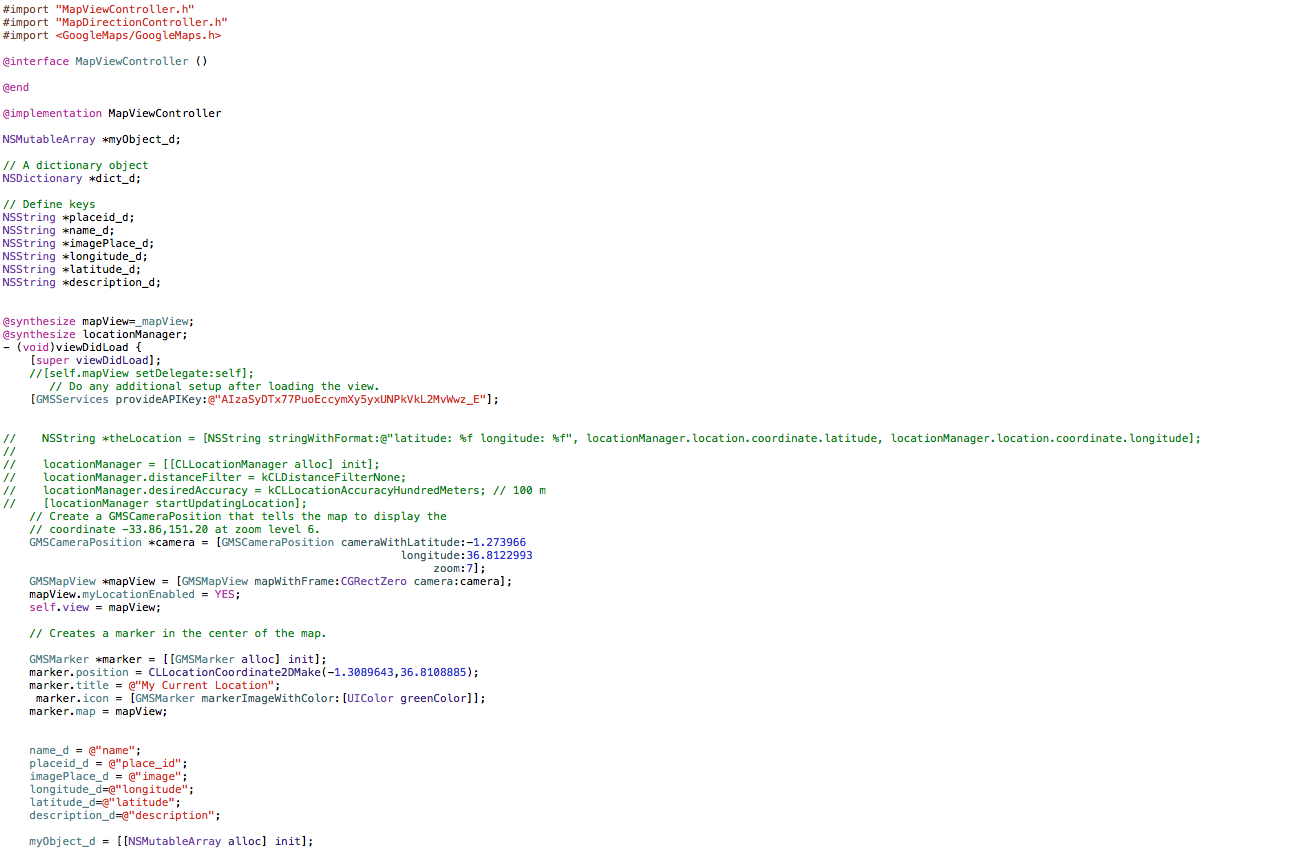 #import "MapViewController.h"
#import "MapDirectionController.h"
#import <GoogleMaps/GoogleMaps.h>
@interface MapViewController ()
@end
@implementation MapViewController
NSMutableArray *myObject_d;
// A dictionary object
NSDictionary *dict_d;
// Define keys
NSString *placeid_d;
NSString *name_d;
NSString *imagePlace_d;
NSString *longitude_d;
NSString *latitude_d;
NSString *description_d;
@synthesize mapView=_mapView;
@synthesize locationManager;
- (void)viewDidLoad {
[super viewDidLoad];
//[self.mapView setDelegate:self];
// Do any additional setup after loading the view.
[GMSServices provideAPIKey:@"AIzaSyDTx77PuoEccymXy5yxUNPkVkL2MvWwz_E"];
// NSString *theLocation = [NSString stringWithFormat:@"latitude: %f longitude: %f", locationManager.location.coordinate.latitude, locationManager.location.coordinate.longitude];
//
// locationManager = [[CLLocationManager alloc] init];
// locationManager.distanceFilter = kCLDistanceFilterNone;
// locationManager.desiredAccuracy = kCLLocationAccuracyHundredMeters; // 100 m
// [locationManager startUpdatingLocation];
// Create a GMSCameraPosition that tells the map to display the
// coordinate -33.86,151.20 at zoom level 6.
GMSCameraPosition *camera = [GMSCameraPosition cameraWithLatitude:-1.273966
longitude:36.8122993
zoom:7];
GMSMapView *mapView = [GMSMapView mapWithFrame:CGRectZero camera:camera];
mapView.myLocationEnabled = YES;
self.view = mapView;
// Creates a marker in the center of the map.
GMSMarker *marker = [[GMSMarker alloc] init];
marker.position = CLLocationCoordinate2DMake(-1.3089643,36.8108885);
marker.title = @"My Current Location";
marker.icon = [GMSMarker markerImageWithColor:[UIColor greenColor]];
marker.map = mapView;
name_d = @"name";
placeid_d = @"place_id";
imagePlace_d = @"image";
longitude_d=@"longitude";
latitude_d=@"latitude";
description_d=@"description";
myObject_d = [[NSMutableArray alloc] init];